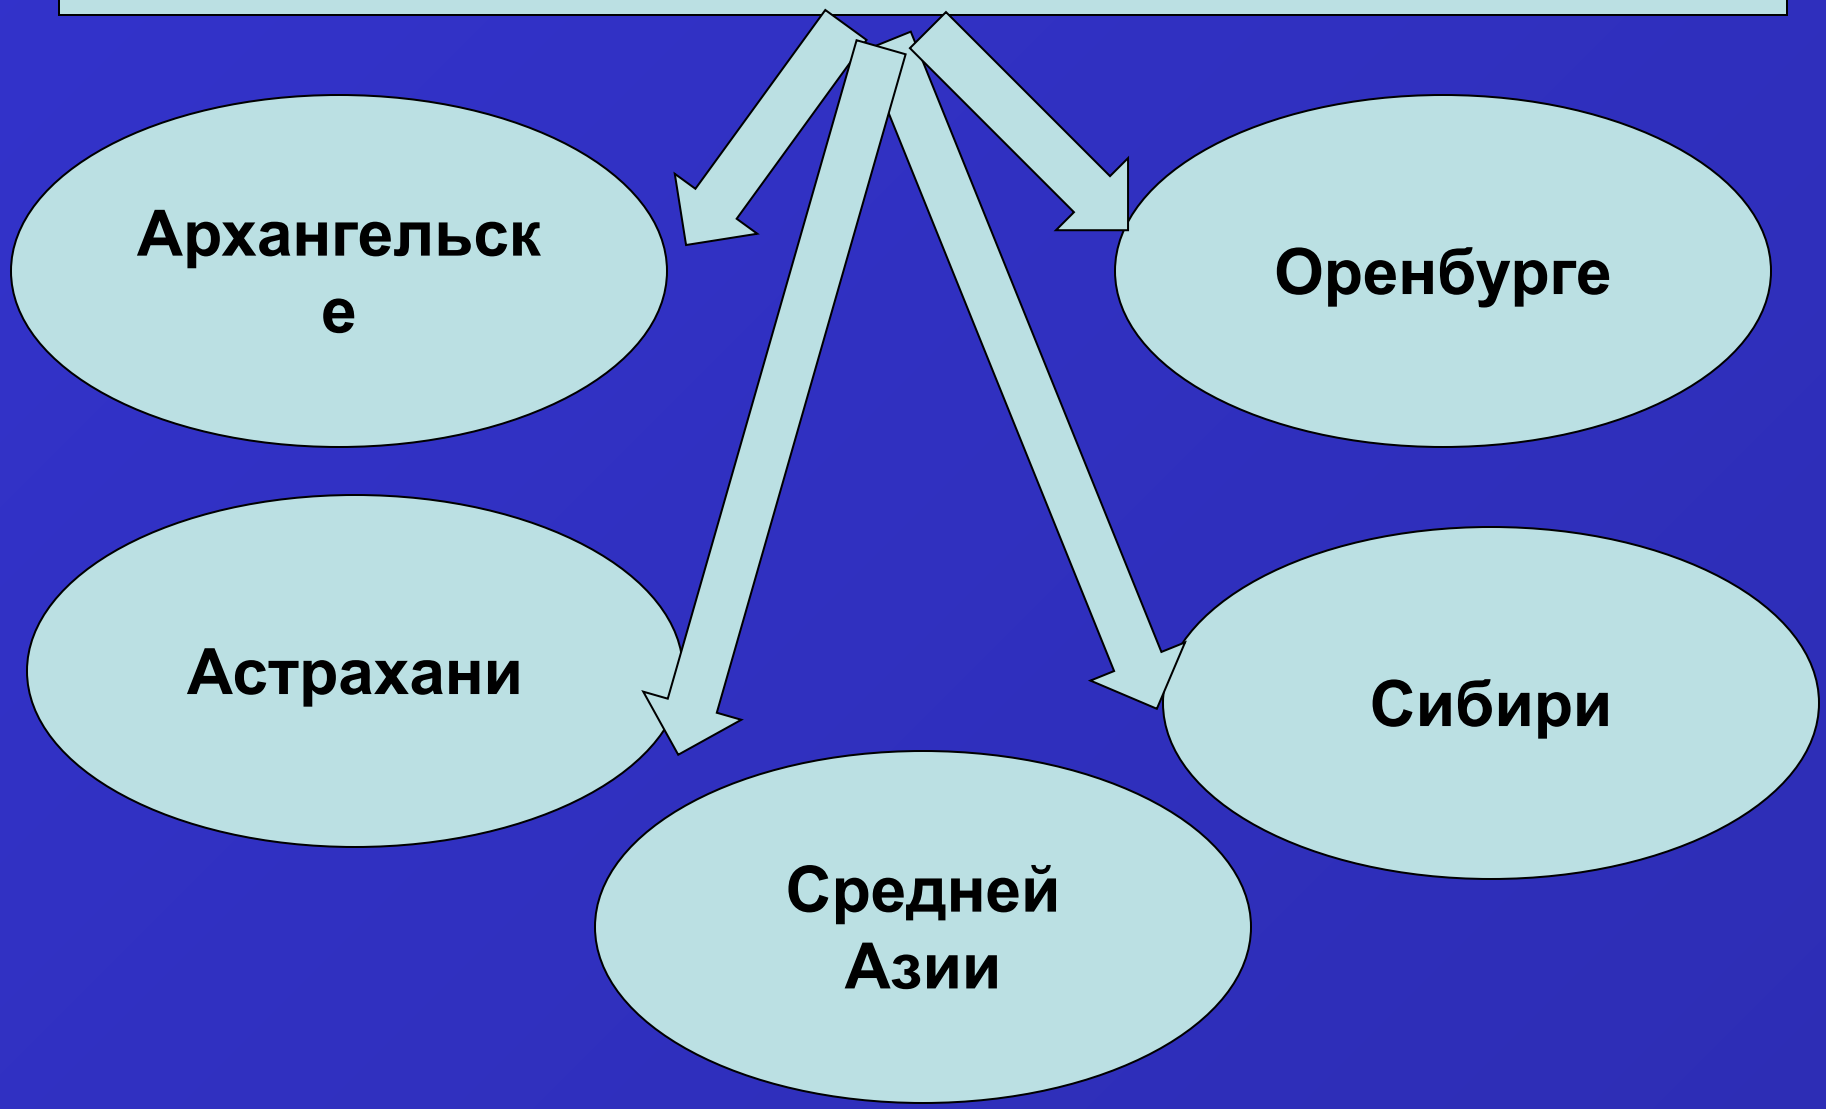 Архангельск
е
Оренбурге
Астрахани
Сибири
Средней
Азии